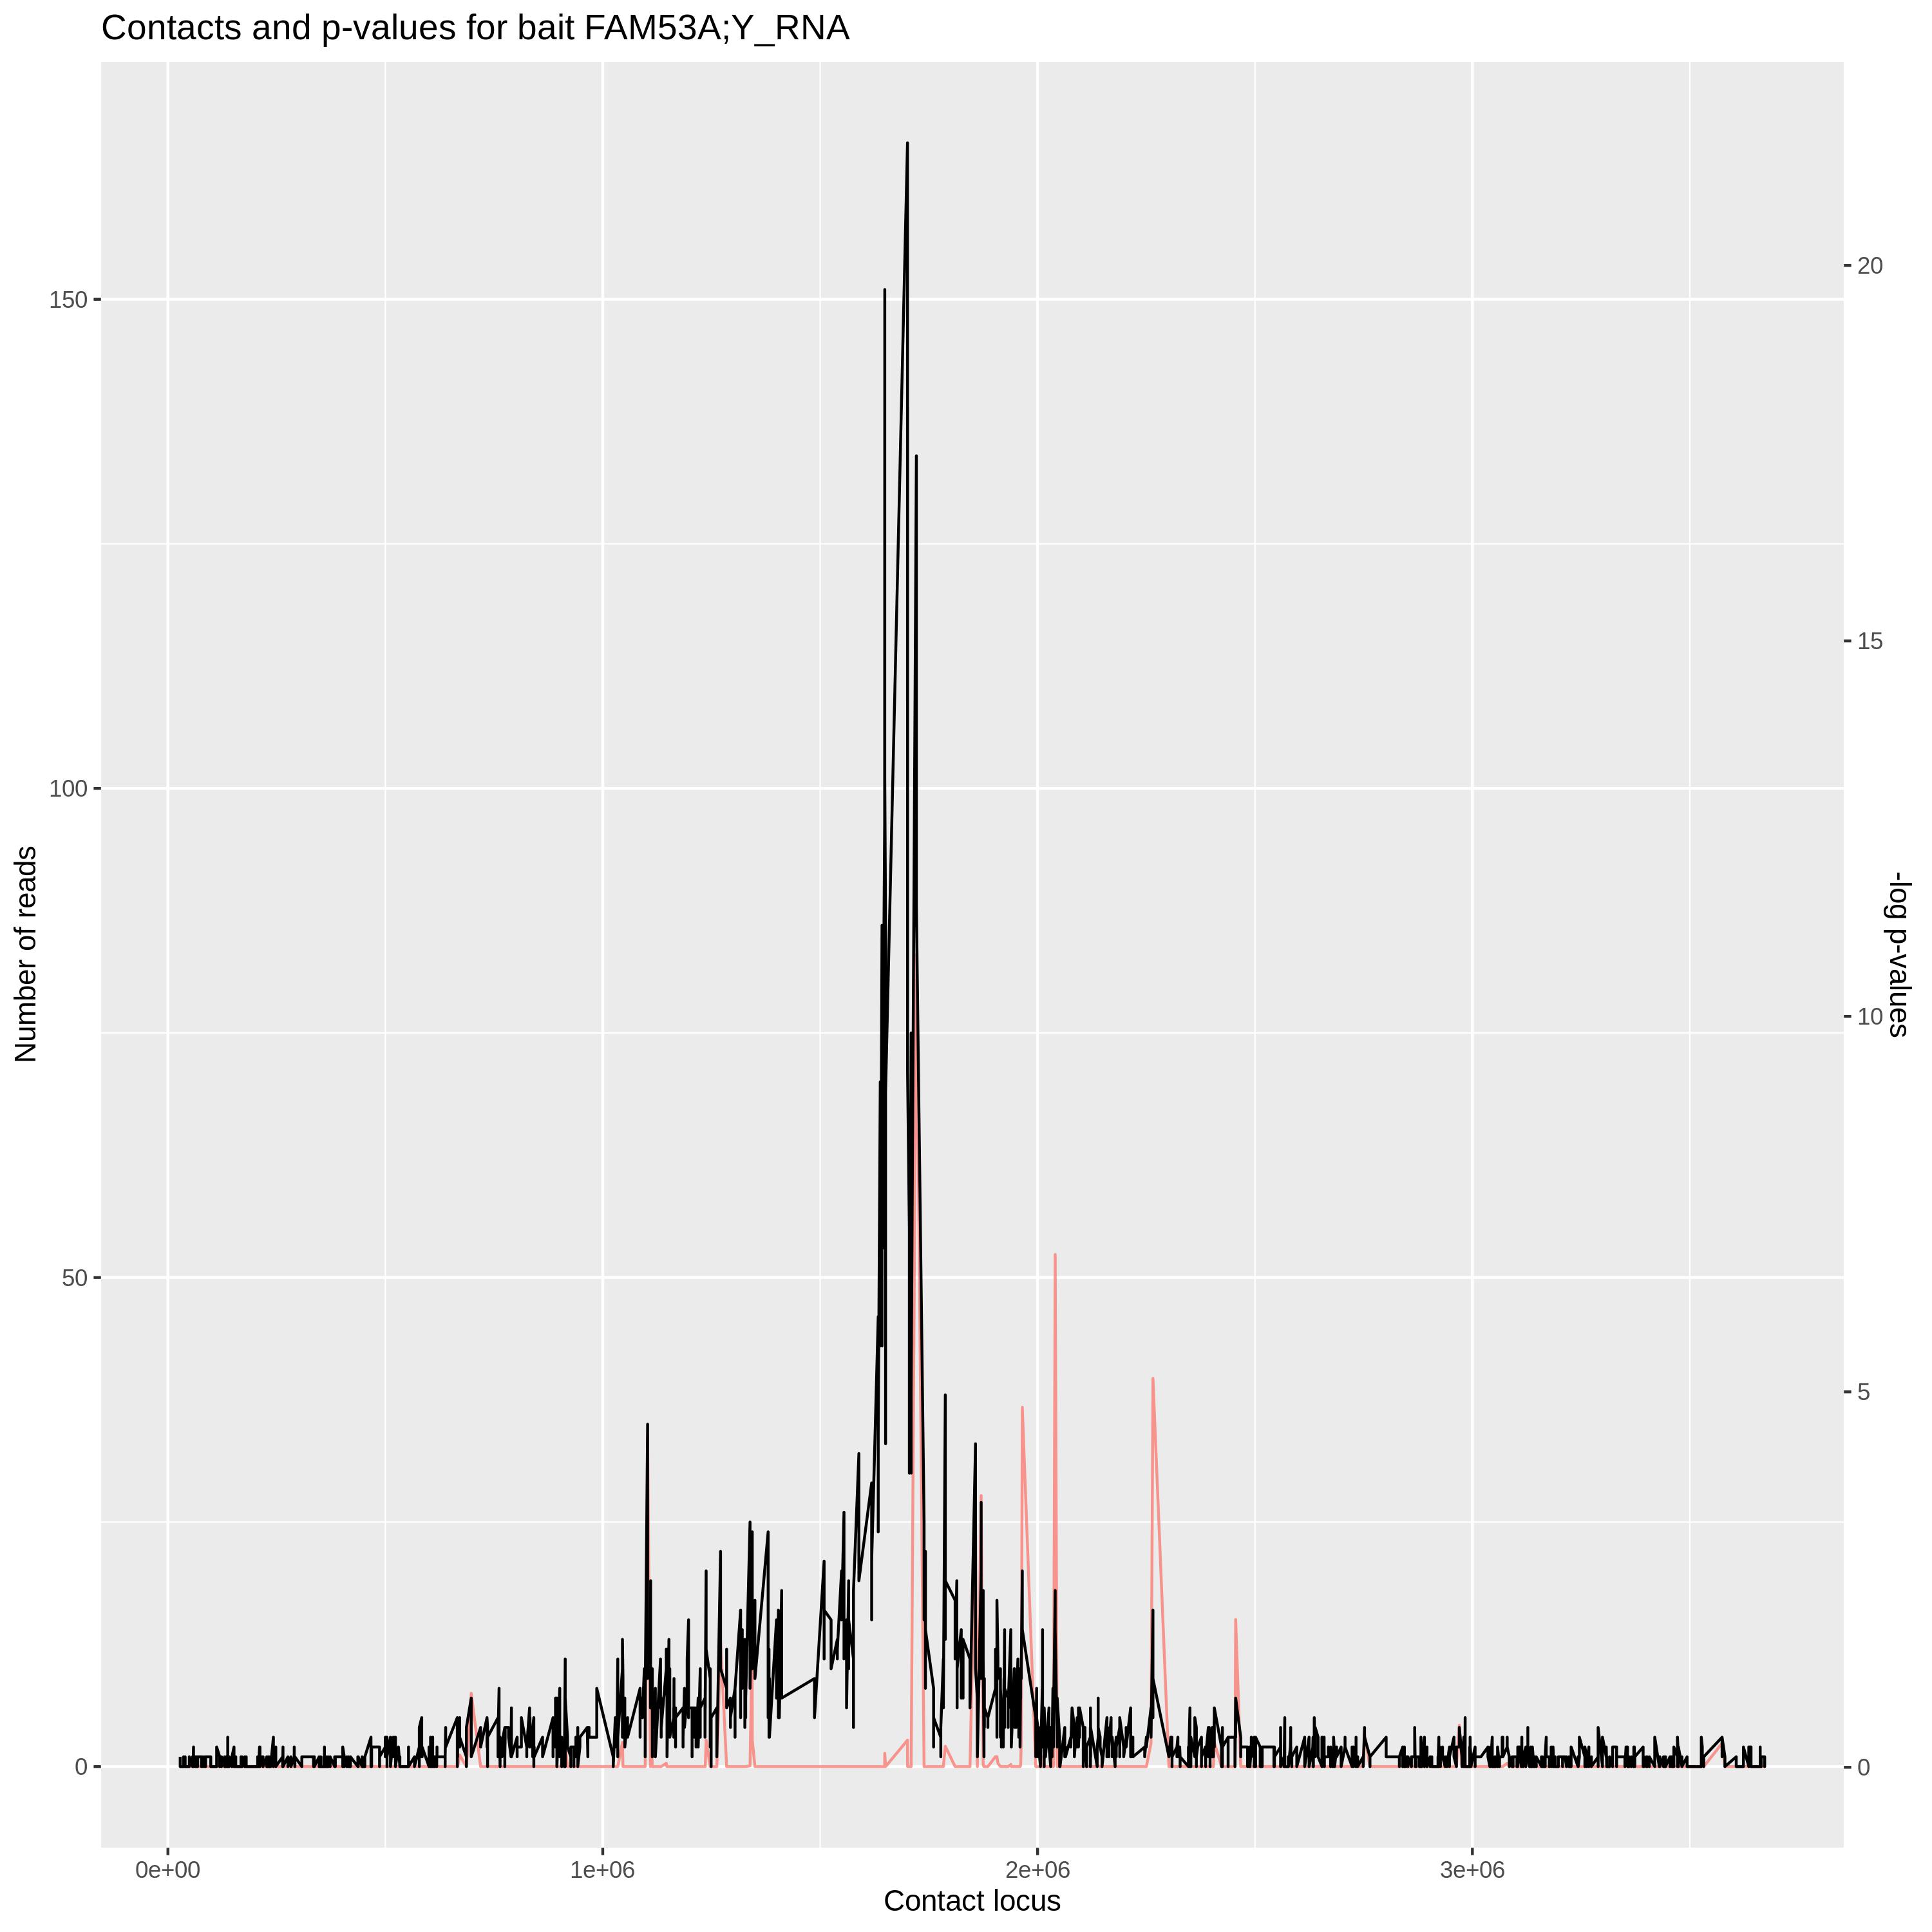 Contacts and p-values for bait FAM53A;Y_RNA
150
100
50
0
Number of reads
20
15
10
5
0
-log p-values
0e+00 1e+06 2e+06 3e+06
Contact locus